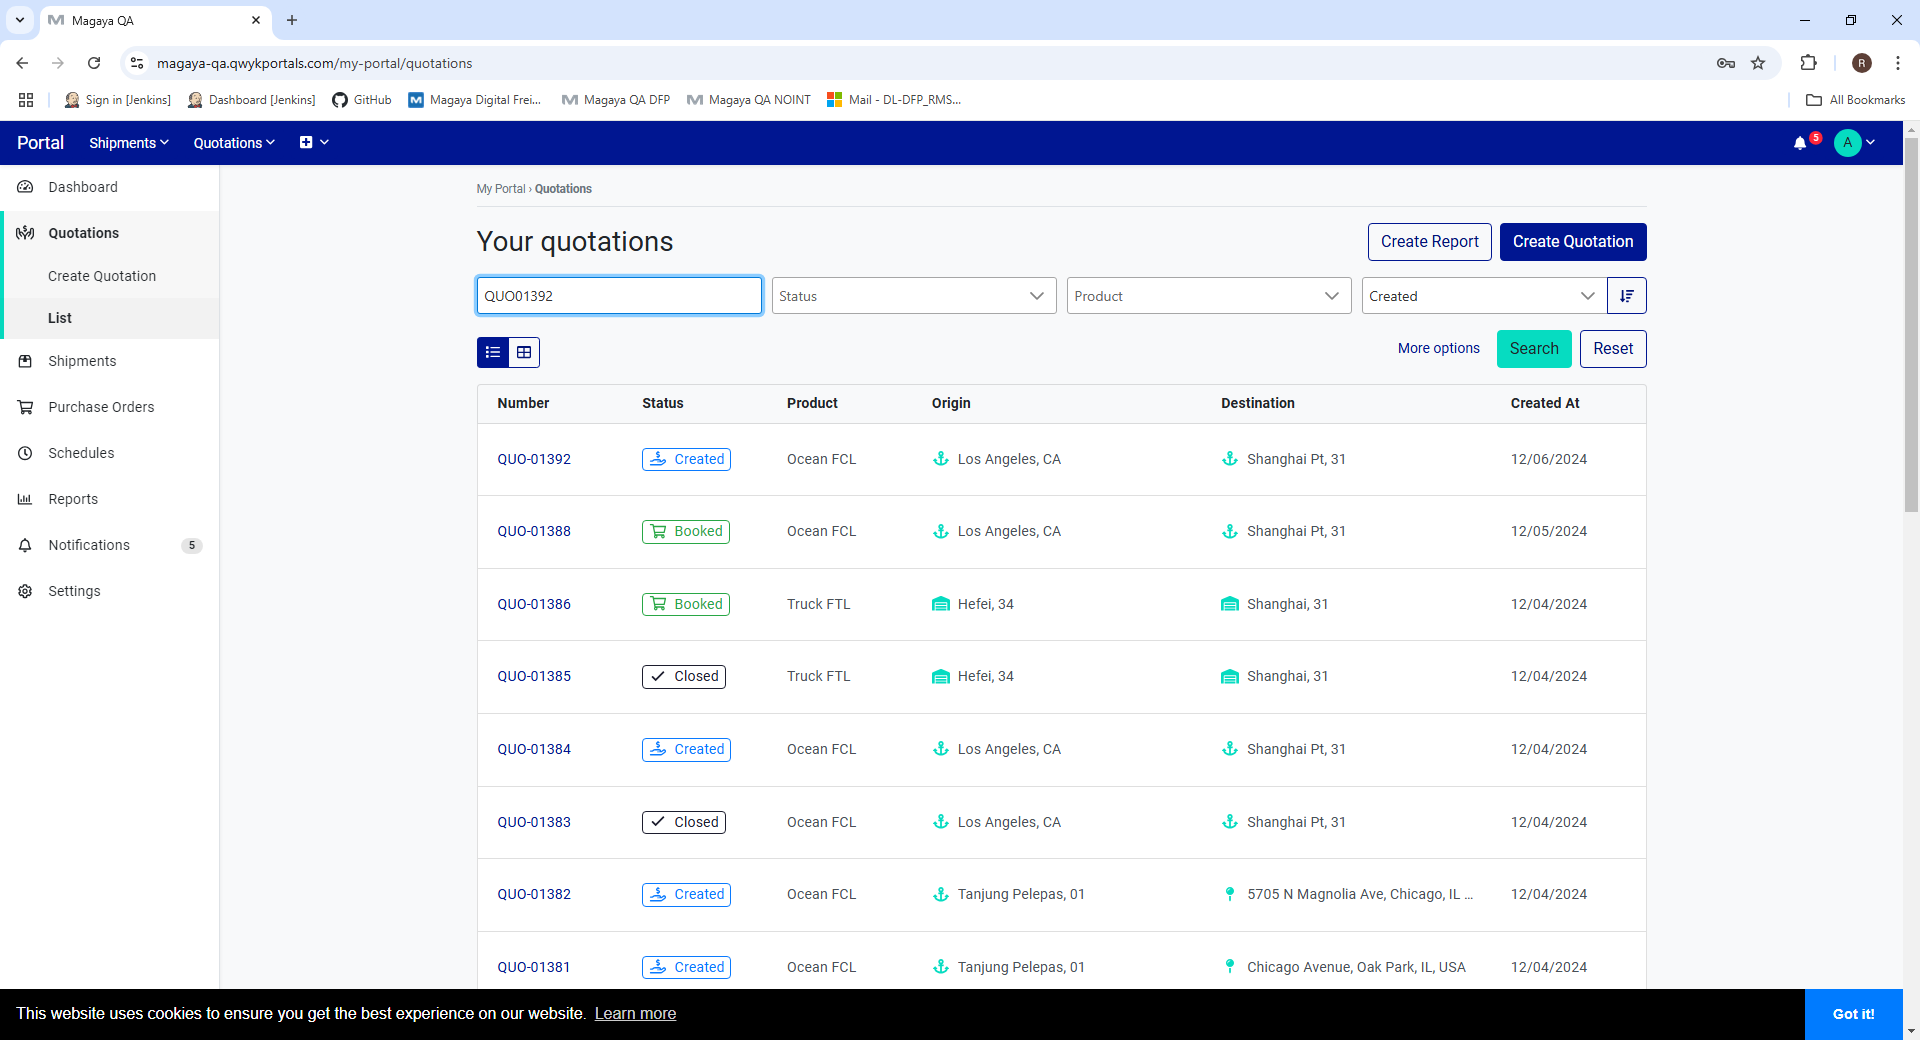 Magaya QA
magaya-qa.qwykportals.com/my-portal/quotations
R
Sign in [Jenkins]
Dashboard [Jenkins]
GitHub
Magaya Digital Frei...
Magaya QA DFP
Magaya QA NOINT
Mail - DL-DFP_RMS...
All Bookmarks
Portal
Shipments
Quotations
5
A
Dashboard
Quotations
Create Quotation
List
Shipments
Purchase Orders
Schedules
Reports
Notifications 5
Settings
My Portal › Quotations
Your quotations
Create Report
Create Quotation
QUO01392
Status
Product
Created
More options
Search
Reset
Number Status Product Origin Destination Created At
QUO-01392 Created Ocean FCL Los Angeles, CA Shanghai Pt, 31 12/06/2024
QUO-01388 Booked Ocean FCL Los Angeles, CA Shanghai Pt, 31 12/05/2024
QUO-01386 Booked Truck FTL Hefei, 34 Shanghai, 31 12/04/2024
QUO-01385 Closed Truck FTL Hefei, 34 Shanghai, 31 12/04/2024
QUO-01384 Created Ocean FCL Los Angeles, CA Shanghai Pt, 31 12/04/2024
QUO-01383 Closed Ocean FCL Los Angeles, CA Shanghai Pt, 31 12/04/2024
QUO-01382 Created Ocean FCL Tanjung Pelepas, 01 5705 N Magnolia Ave, Chicago, IL ... 12/04/2024
QUO-01381 Created Ocean FCL Tanjung Pelepas, 01 Chicago Avenue, Oak Park, IL, USA 12/04/2024
This website uses cookies to ensure you get the best experience on our website. Learn more
Got it!